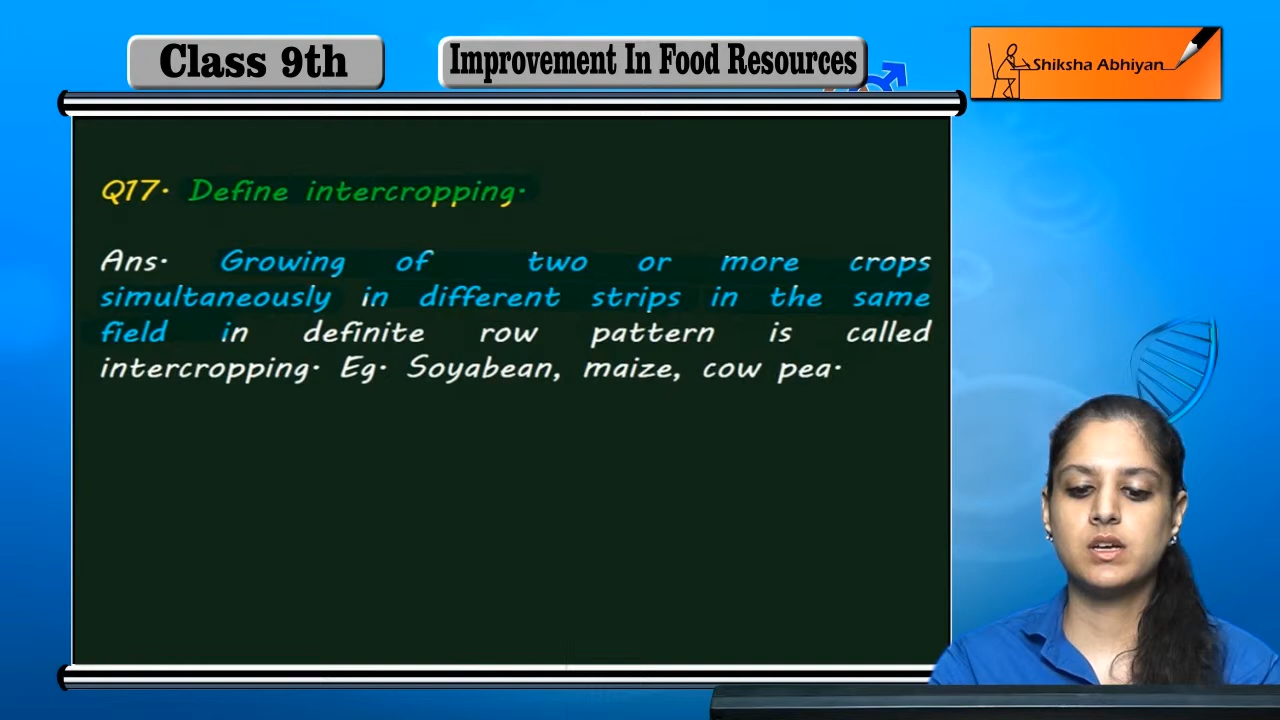 Class 9th
Improvement In Food Resources
Shiksha Abhiyan
Q17. Define intercropping.
Ans. Growing of two or more crops
simultaneously in different strips in the same
field in definite row pattern is called
intercropping. Eg. Soyabean, maize, cow pea.